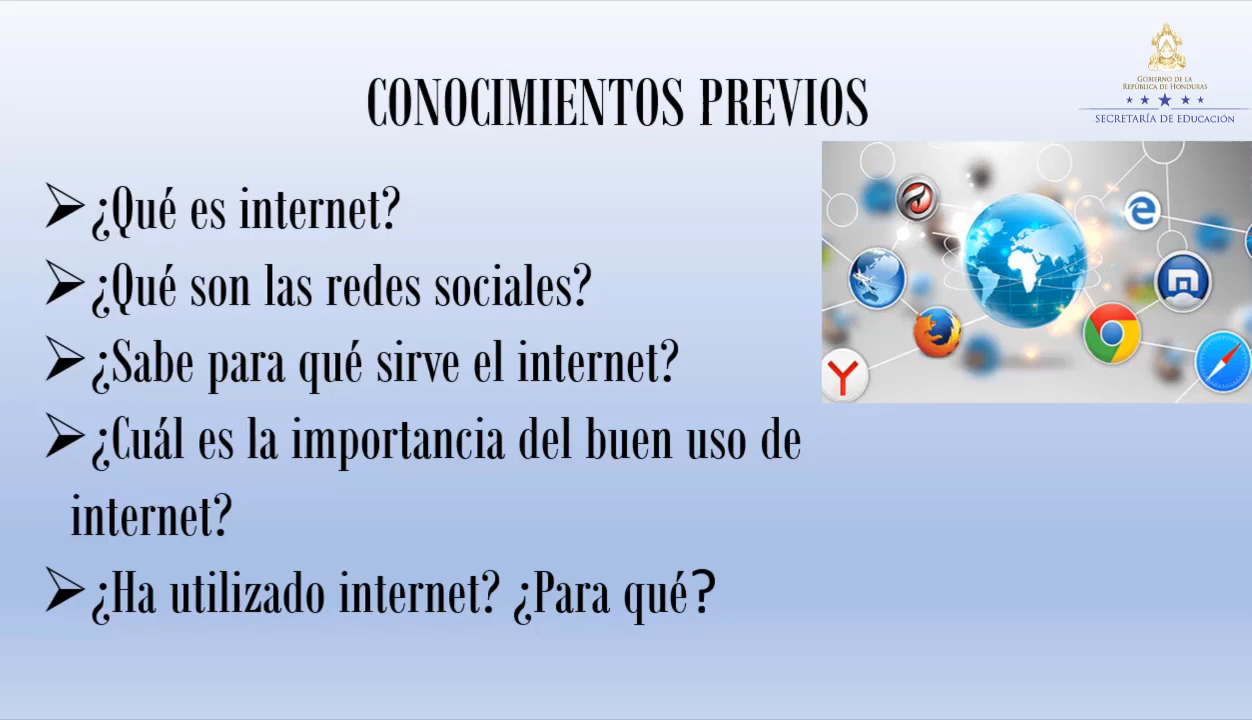 GOBIERNO DE LA
REPÚBLICA DE HONDURAS
SECRETARÍA DE EDUCACIÓN
CONOCIMIENTOS PREVIOS
¿Qué es internet?
¿Qué son las redes sociales?
¿Sabe para qué sirve el internet?
¿Cuál es la importancia del buen uso de
internet?
¿Ha utilizado internet? ¿Para qué?